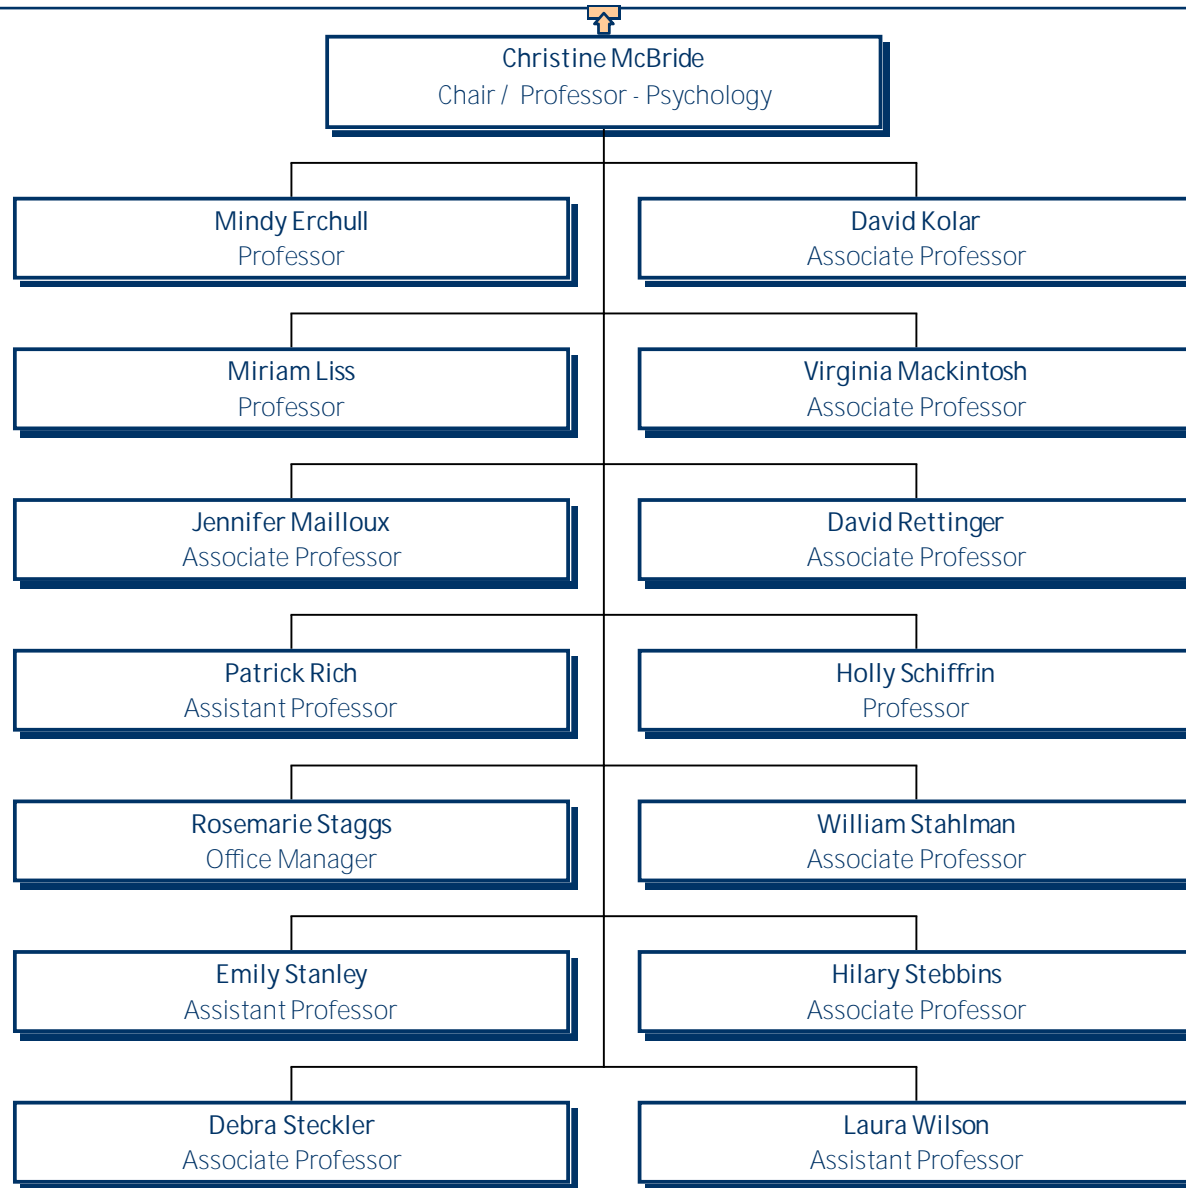 Christine McBride
Chair / Professor - Psychology
Mindy Erchull
Professor
David Kolar
Associate Professor
Miriam Liss
Professor
Virginia Mackintosh
Associate Professor
Jennifer Mailloux
Associate Professor
David Rettinger
Associate Professor
Patrick Rich
Assistant Professor
Holly Schiffrin
Professor
Rosemarie Staggs
Office Manager
William Stahlman
Associate Professor
Emily Stanley
Assistant Professor
Hilary Stebbins
Associate Professor
Debra Steckler
Associate Professor
Laura Wilson
Assistant Professor